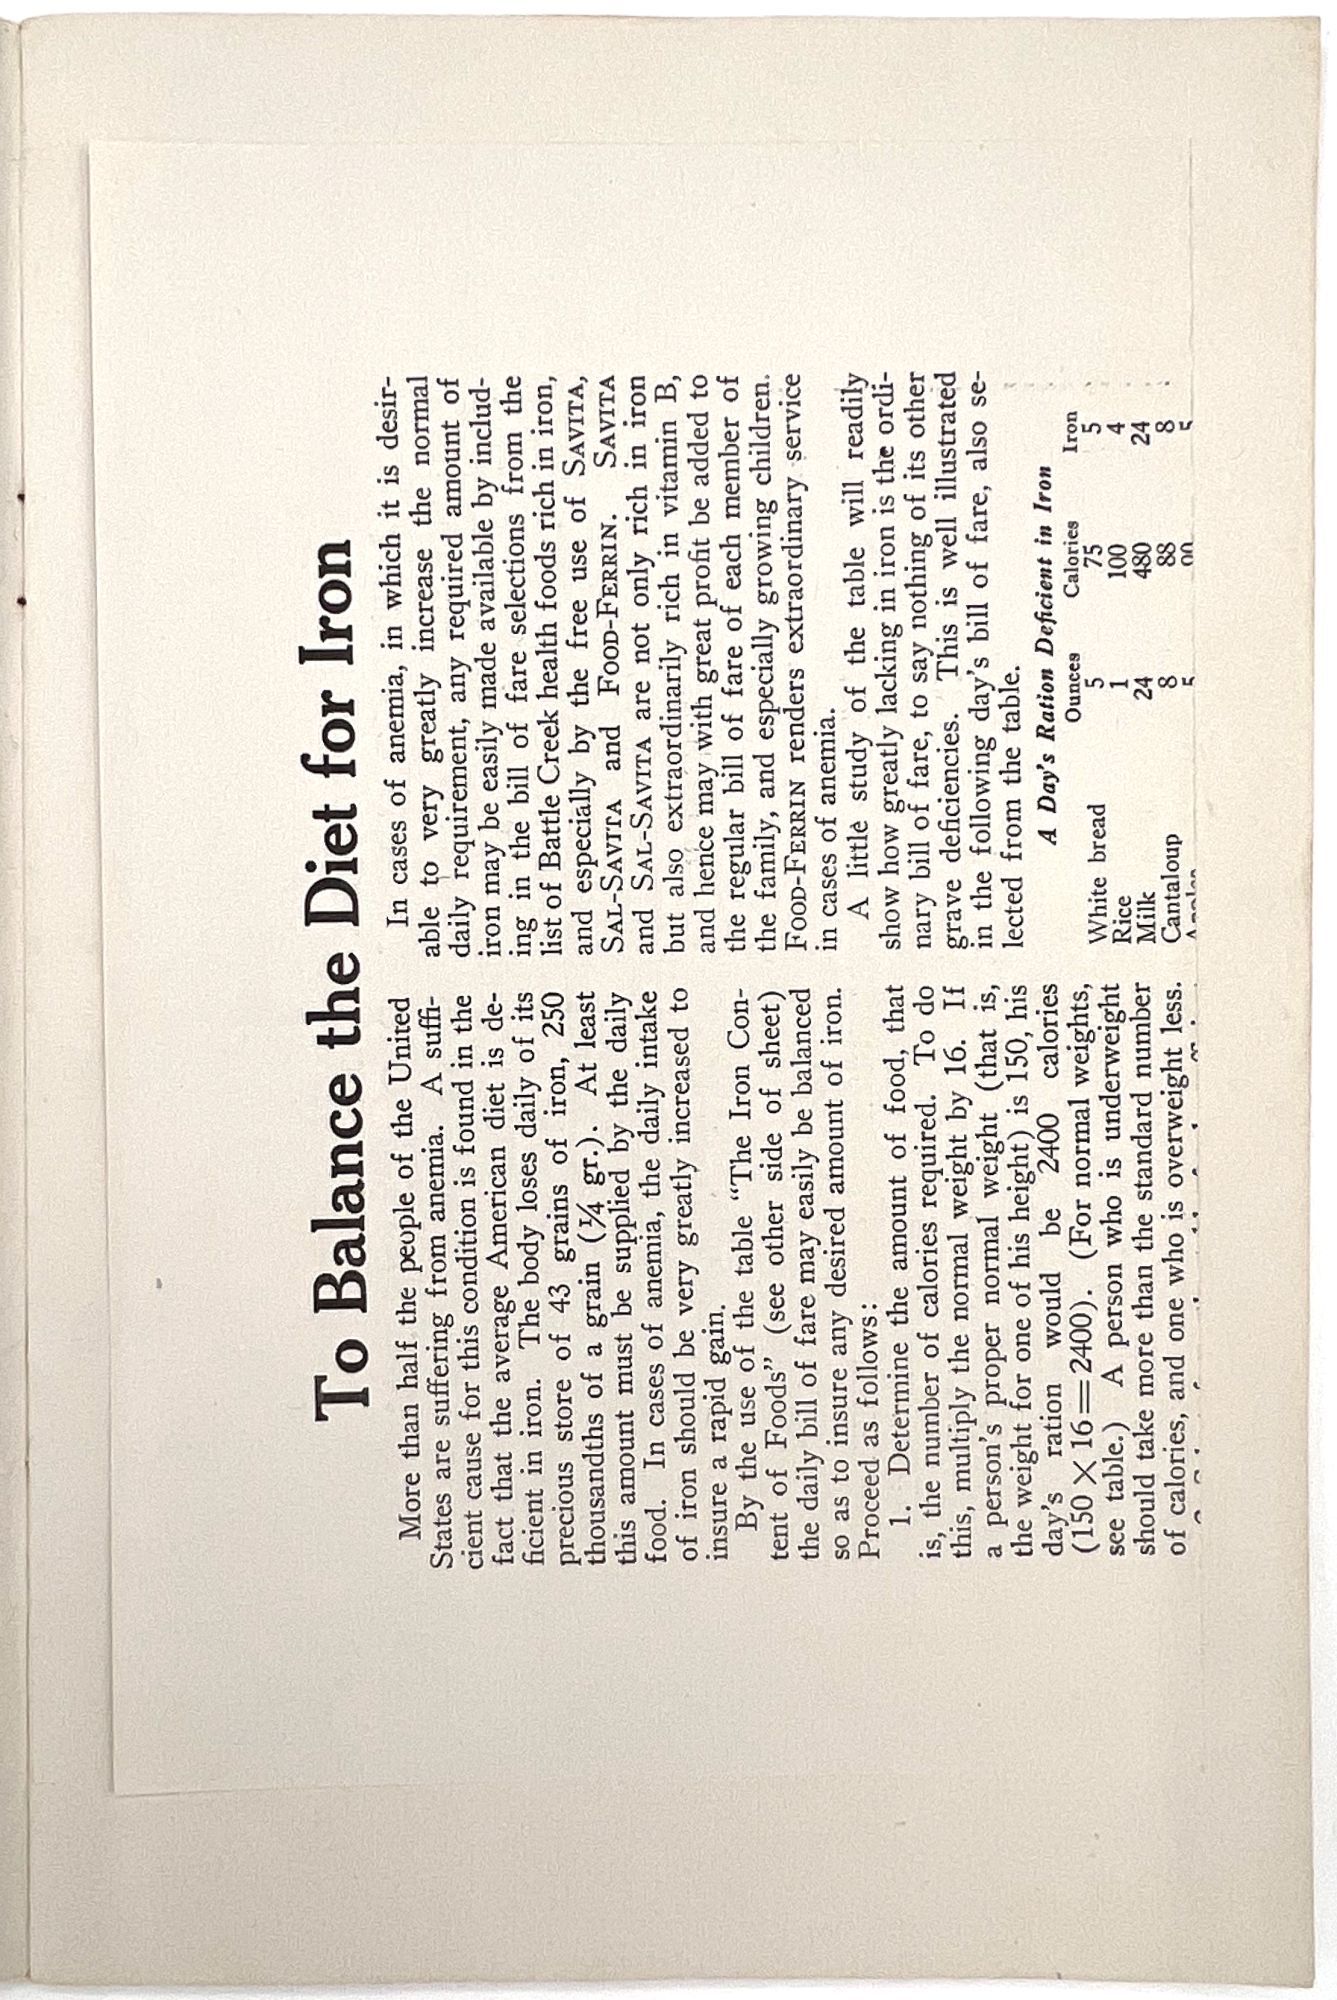 To Balance the Diet for Iron
More than half the people of the United
States are suffering from anemia. A suffi-
cient cause for this condition is found in the
fact that the average American diet is de-
ficient in iron. The body loses daily of its
precious store of 43 grains of iron, 250
thousandths of a grain (¼ gr.). At least
this amount must be supplied by the daily
food. In cases of anemia, the daily intake
of iron should be very greatly increased to
insure a rapid gain.
By the use of the table "The Iron Con-
tent of Foods" (see other side of sheet)
the daily bill of fare may easily be balanced
so as to insure any desired amount of iron.
Proceed as follows:
1. Determine the amount of food, that
is, the number of calories required. To do
this, multiply the normal weight by 16. If
a person's proper normal weight (that is,
the weight for one of his height) is 150, his
day's ration would be 2400 calories
(150 × 16=2400). (For normal weights,
see table.) A person who is underweight
should take more than the standard number
of calories, and one who is overweight less.
In cases of anemia, in which it is desir-
able to very greatly increase the normal
daily requirement, any required amount of
iron may be easily made available by includ-
ing in the bill of fare selections from the
list of Battle Creek health foods rich in iron,
and especially by the free use of SAVITA,
SAL-SAVITA and FOOD-FERRIN. SAVITA
and SAL-SAVITA are not only rich in iron
but also extraordinarily rich in vitamin B,
and hence may with great profit be added to
the regular bill of fare of each member of
the family, and especially growing children.
FOOD-FERRIN renders extraordinary service
in cases of anemia.
A little study of the table will readily
show how greatly lacking in iron is the ordi-
nary bill of fare, to say nothing of its other
grave deficiencies. This is well illustrated
in the following day's bill of fare, also se-
lected from the table.
A Day's Ration Deficient in Iron
Ounces Calories Iron
White bread 5 75 5
Rice 1 100 4
Milk 24 480 24
Cantaloup 8 88 8